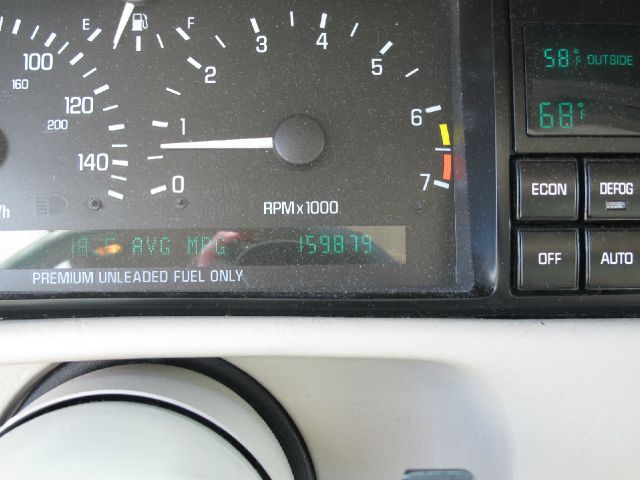 E F
100 160
120 200
140
/h
0 1 2 3 4 5 6 7
RPM x 1000
AVG MPG 159879
PREMIUM UNLEADED FUEL ONLY
58°F OUTSIDE
68°F
ECON DEFOG
OFF AUTO